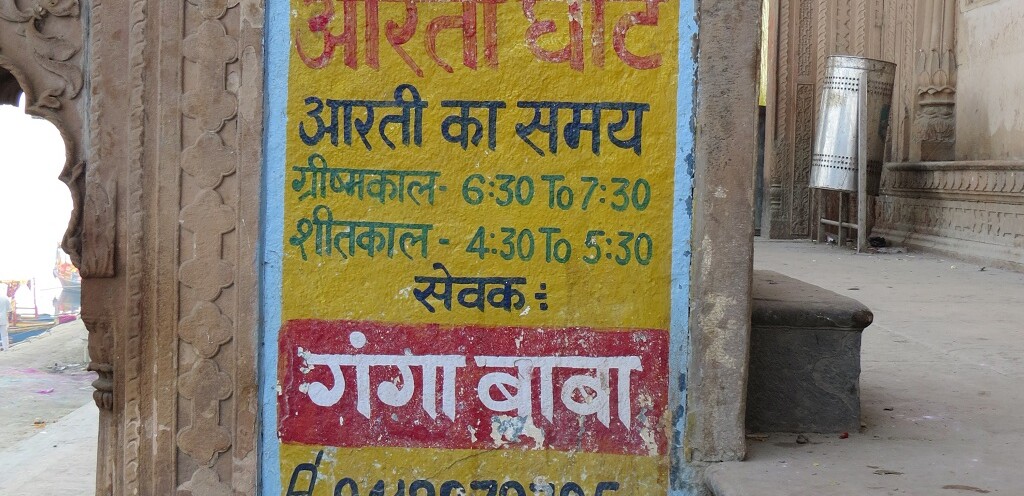 आरती घाट
आरती का समय
ग्रीष्मकाल- 6:30 To 7:30
शीतकाल - 4:30 To 5:30
सेवक :
गंगा बाबा